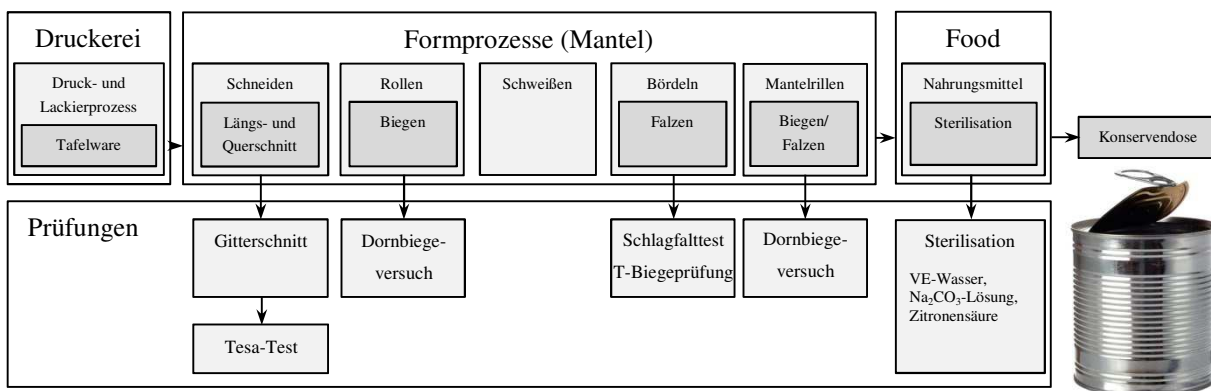 Druckerei
Druck- und
Lackierprozess
Tafelware
Formprozesse (Mantel)
Schneiden
Längs- und
Querschnitt
Rollen
Biegen
Schweißen
Bördeln
Falzen
Mantelrillen
Biegen/
Falzen
Food
Nahrungsmittel
Sterilisation
Konservendose
Prüfungen
Gitterschnitt
Tesa-Test
Dornbiege-
versuch
Schlagfalttest
T-Biegeprüfung
Dornbiege-
versuch
Sterilisation
VE-Wasser,
Na₂CO₃-Lösung,
Zitronensäure